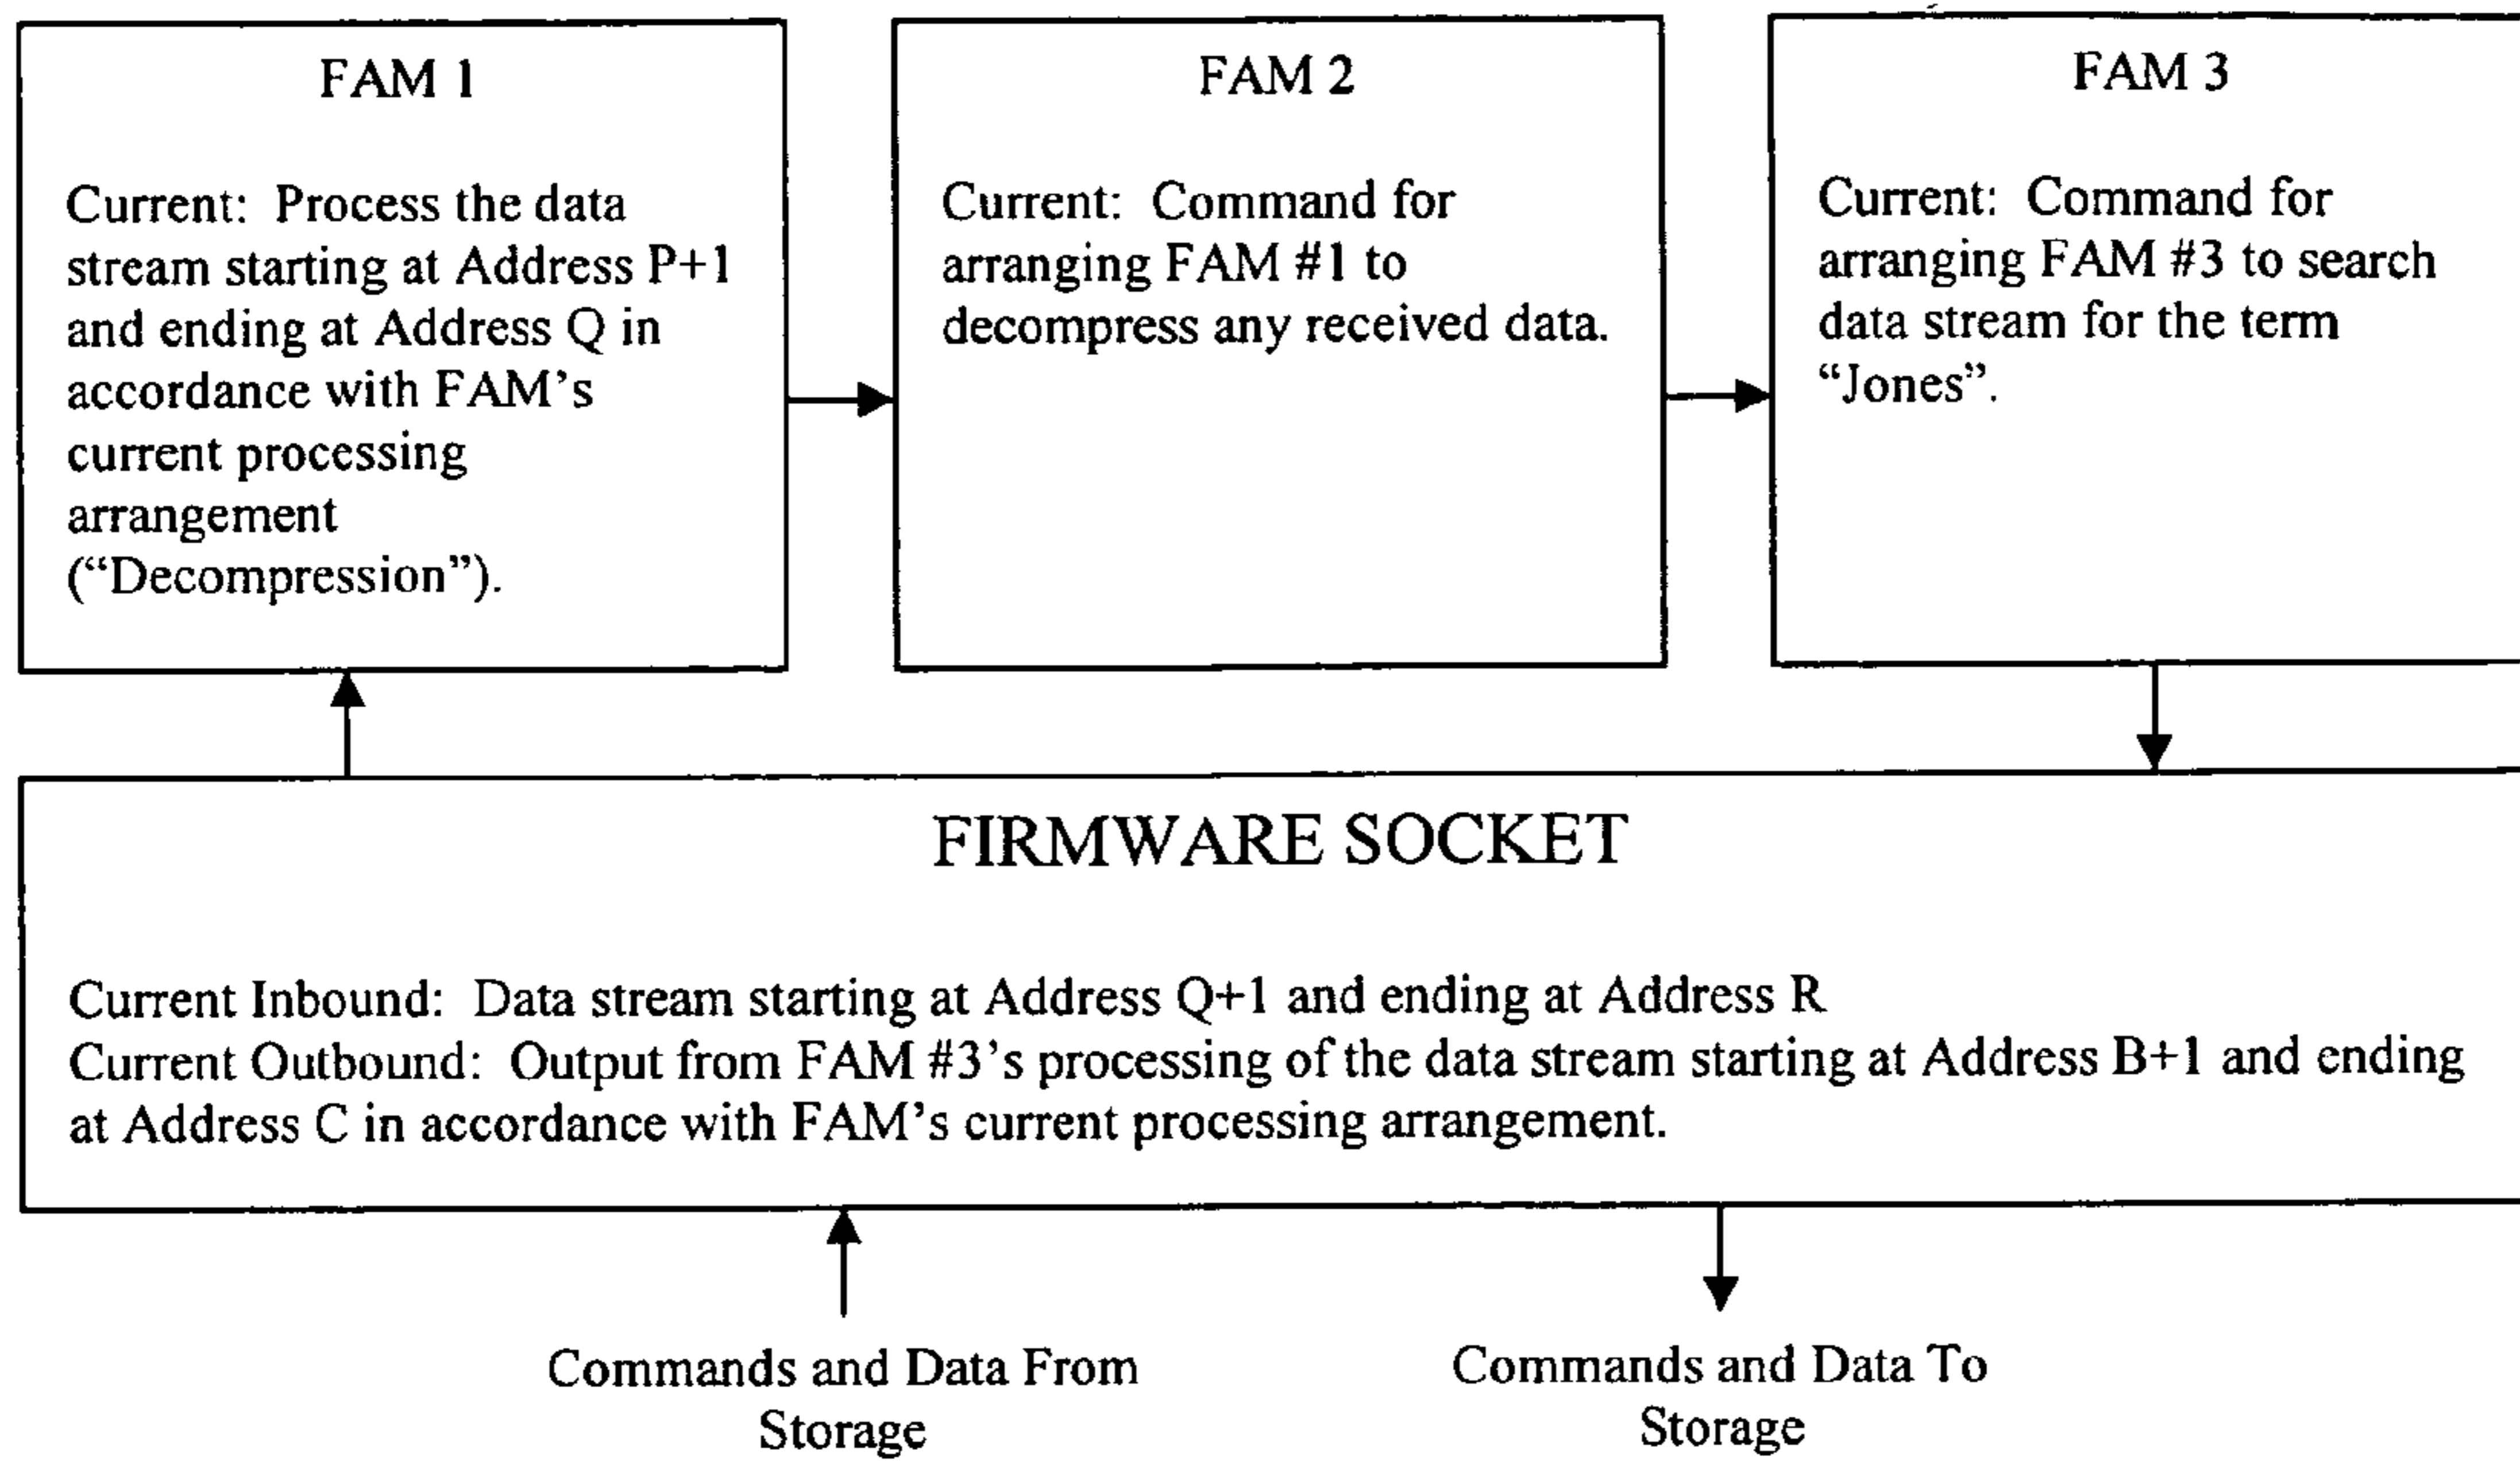 FAM 1
Current: Process the data
stream starting at Address P+1
and ending at Address Q in
accordance with FAM's
current processing
arrangement
(“Decompression”).
FAM 2
Current: Command for
arranging FAM #1 to
decompress any received data.
FAM 3
Current: Command for
arranging FAM #3 to search
data stream for the term
“Jones”.
FIRMWARE SOCKET
Current Inbound: Data stream starting at Address Q+1 and ending at Address R
Current Outbound: Output from FAM #3's processing of the data stream starting at Address B+1 and ending
at Address C in accordance with FAM's current processing arrangement.
Commands and Data From
Storage
Commands and Data To
Storage